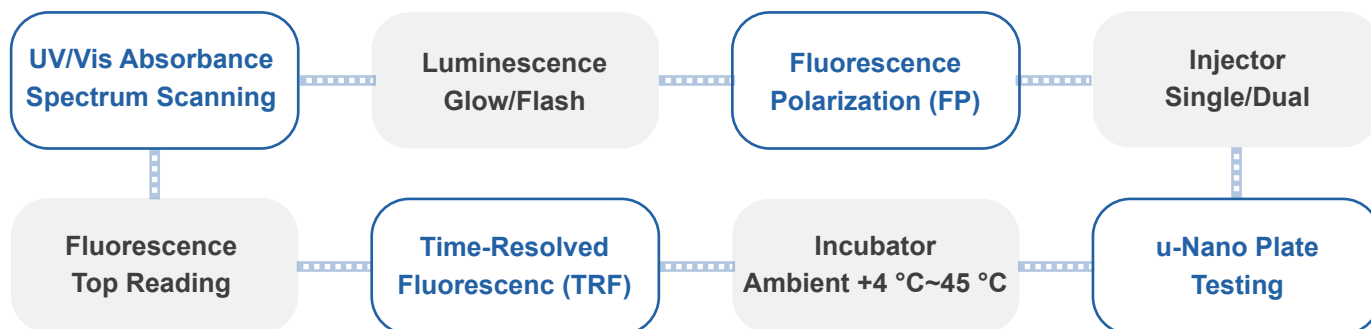 UV/Vis Absorbance
Spectrum Scanning
Luminescence
Glow/Flash
Fluorescence
Polarization (FP)
Injector
Single/Dual
Fluorescence
Top Reading
Time-Resolved
Fluorescenc (TRF)
Incubator
Ambient +4 °C~45 °C
u-Nano Plate
Testing